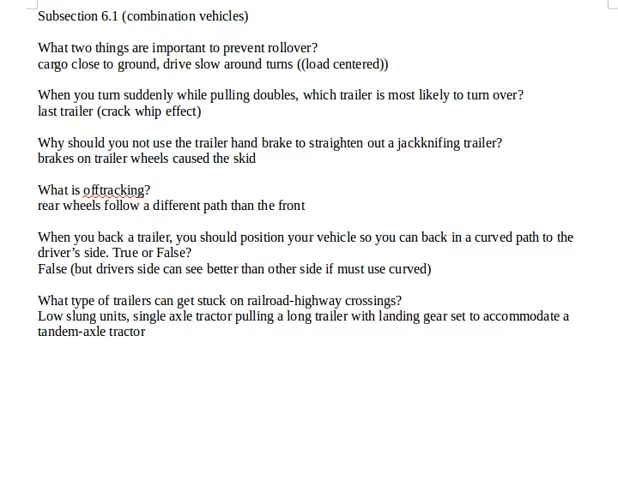 Subsection 6.1 (combination vehicles)
What two things are important to prevent rollover?
cargo close to ground, drive slow around turns ((load centered))
When you turn suddenly while pulling doubles, which trailer is most likely to turn over?
last trailer (crack whip effect)
Why should you not use the trailer hand brake to straighten out a jackknifing trailer?
brakes on trailer wheels caused the skid
What is offtracking?
rear wheels follow a different path than the front
When you back a trailer, you should position your vehicle so you can back in a curved path to the
driver’s side. True or False?
False (but drivers side can see better than other side if must use curved)
What type of trailers can get stuck on railroad-highway crossings?
Low slung units, single axle tractor pulling a long trailer with landing gear set to accommodate a
tandem-axle tractor